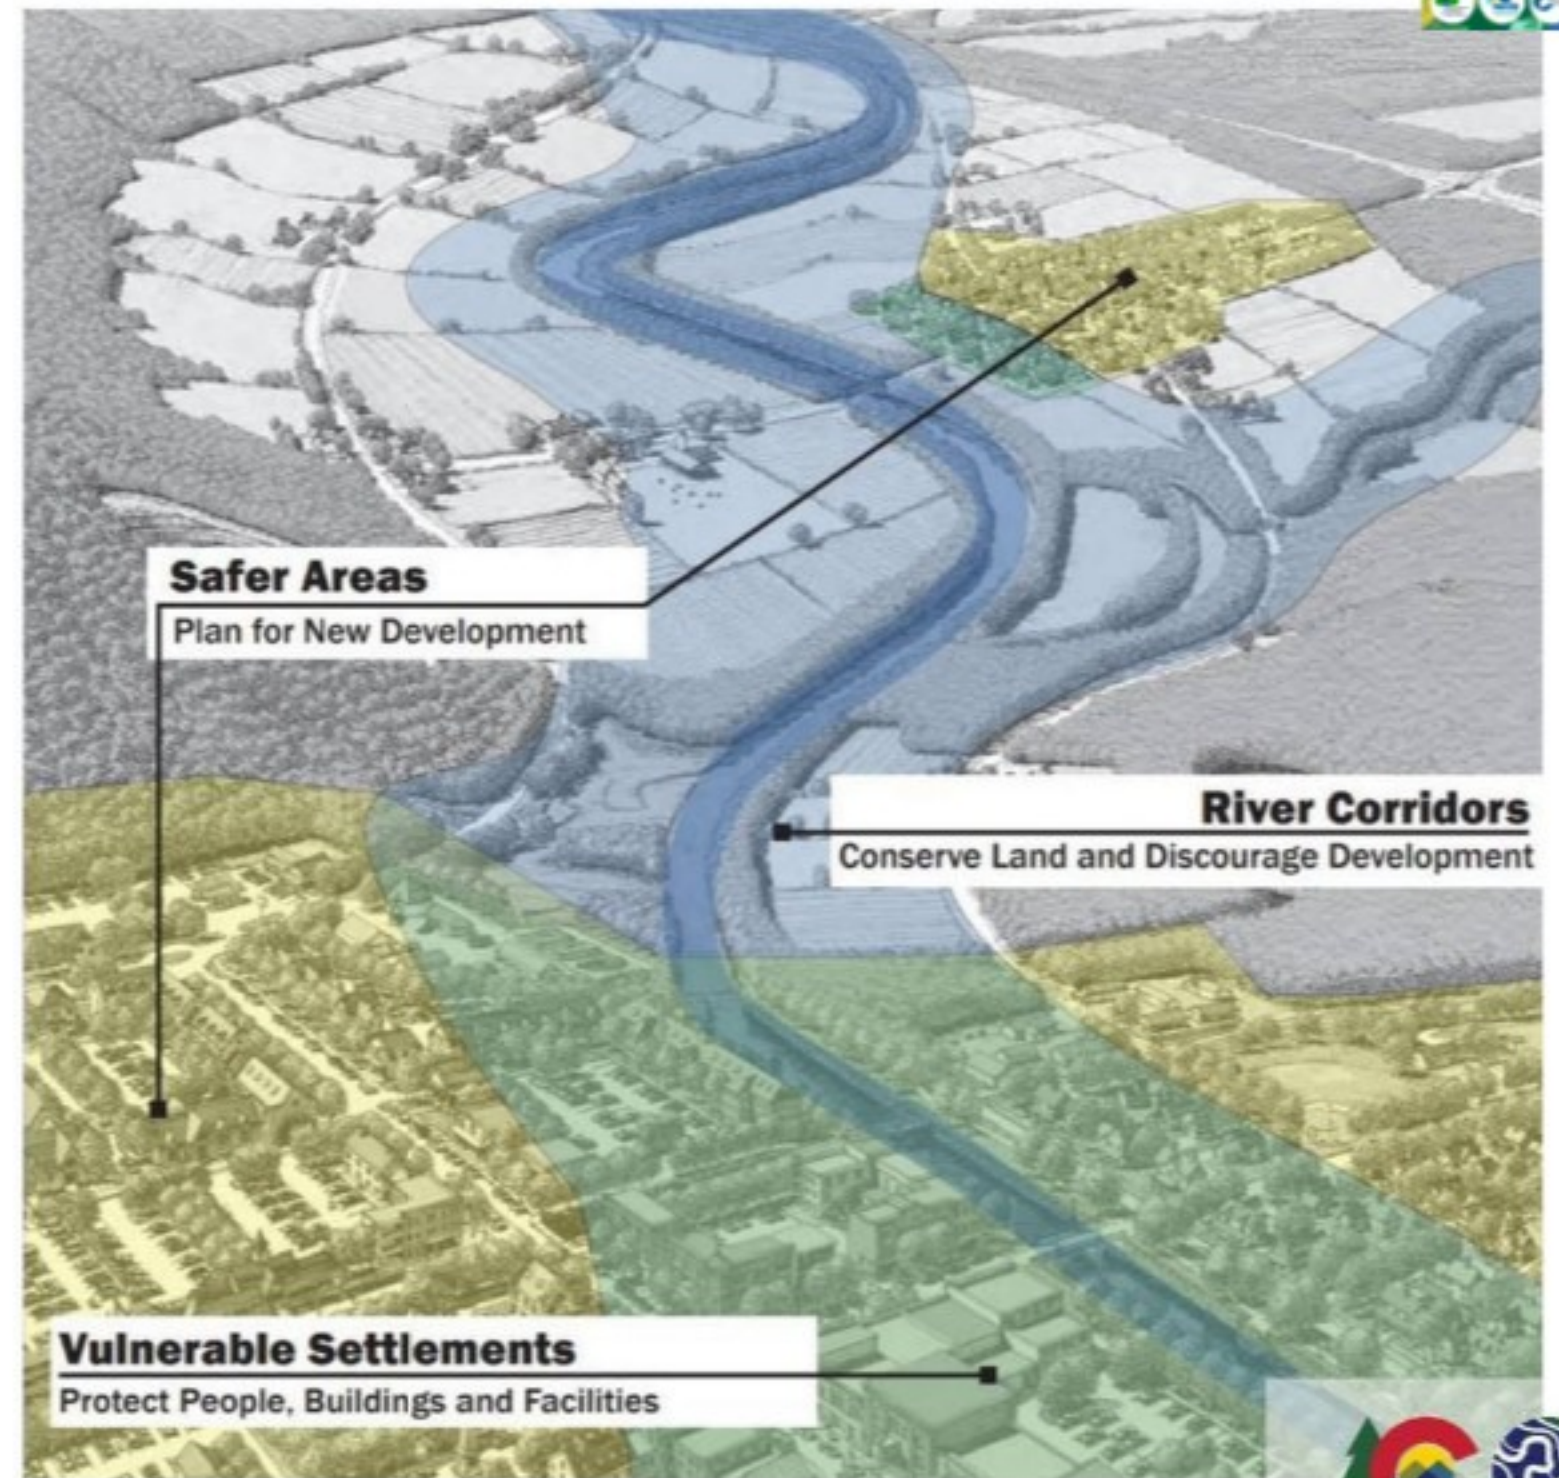 Safer Areas
Plan for New Development
River Corridors
Conserve Land and Discourage Development
Vulnerable Settlements
Protect People, Buildings and Facilities